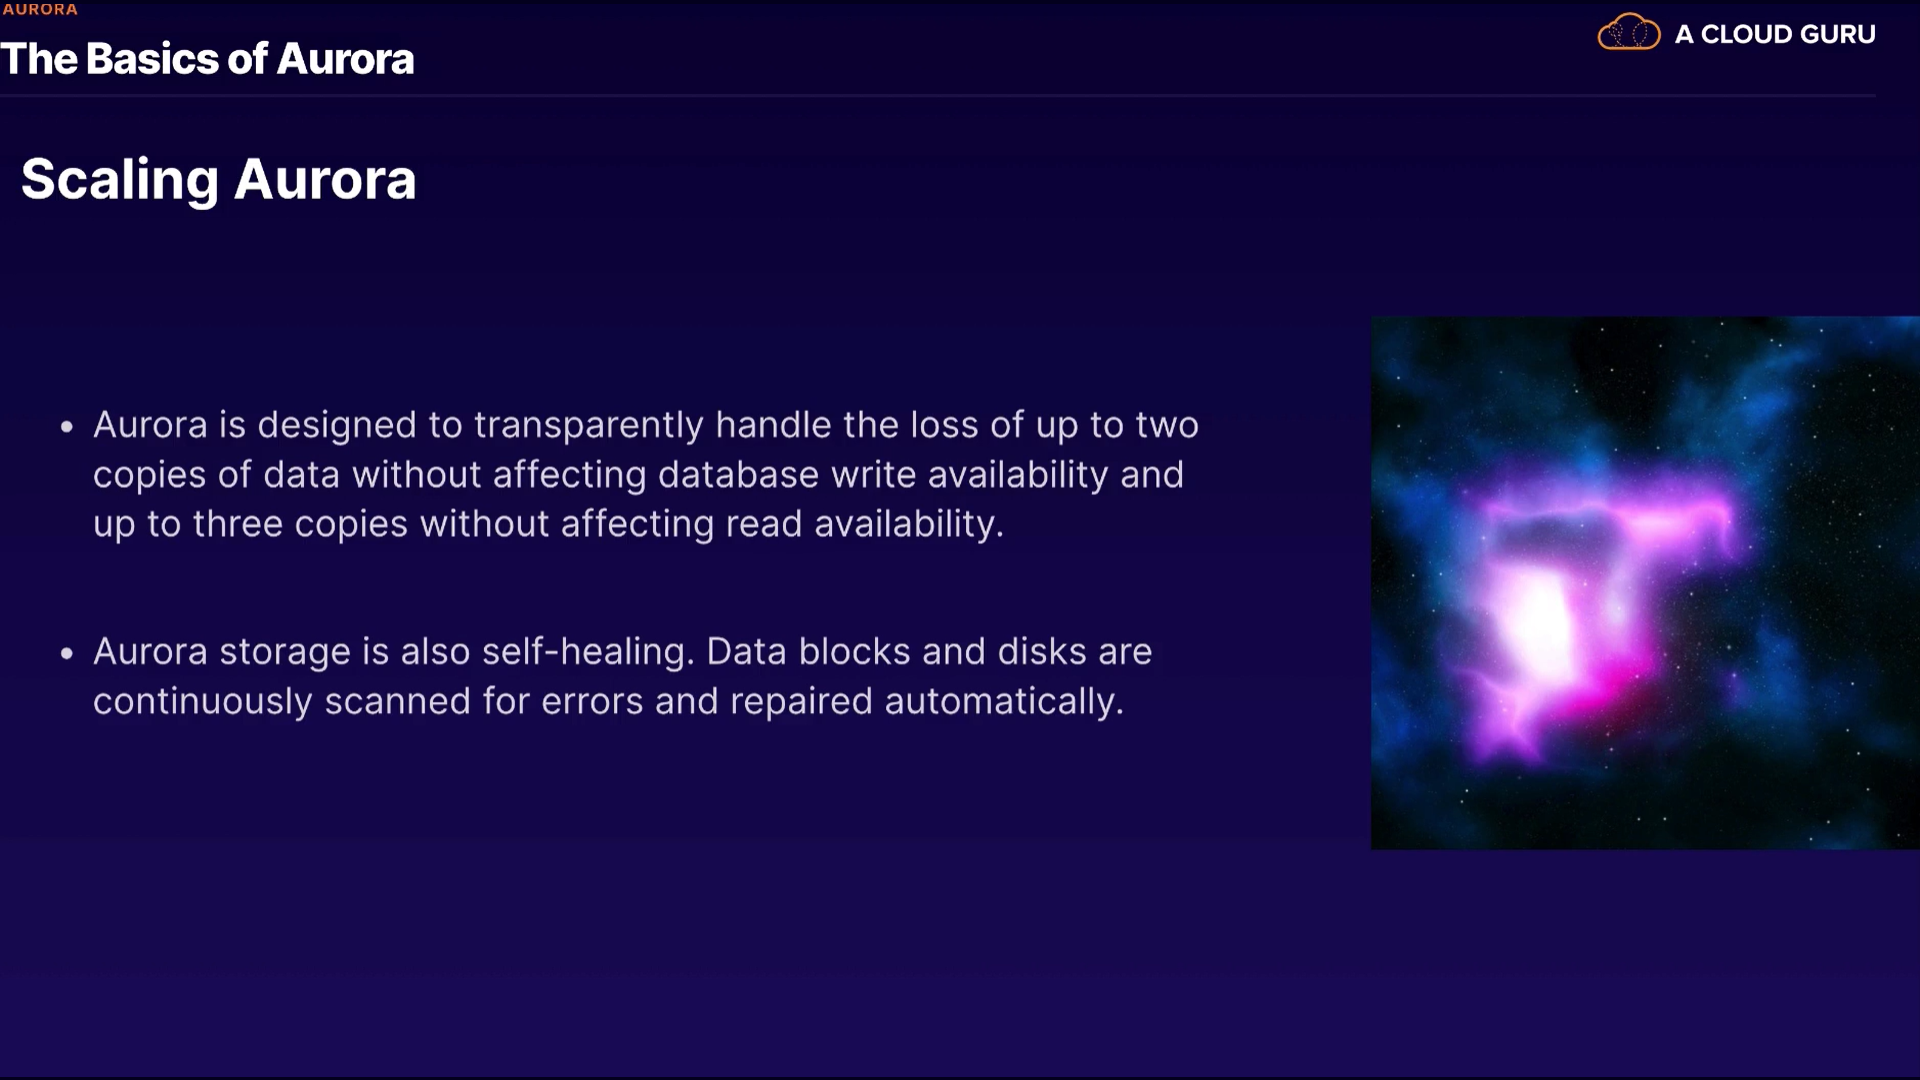 AURORA
The Basics of Aurora
A CLOUD GURU
Scaling Aurora
• Aurora is designed to transparently handle the loss of up to two
copies of data without affecting database write availability and
up to three copies without affecting read availability.
• Aurora storage is also self-healing. Data blocks and disks are
continuously scanned for errors and repaired automatically.